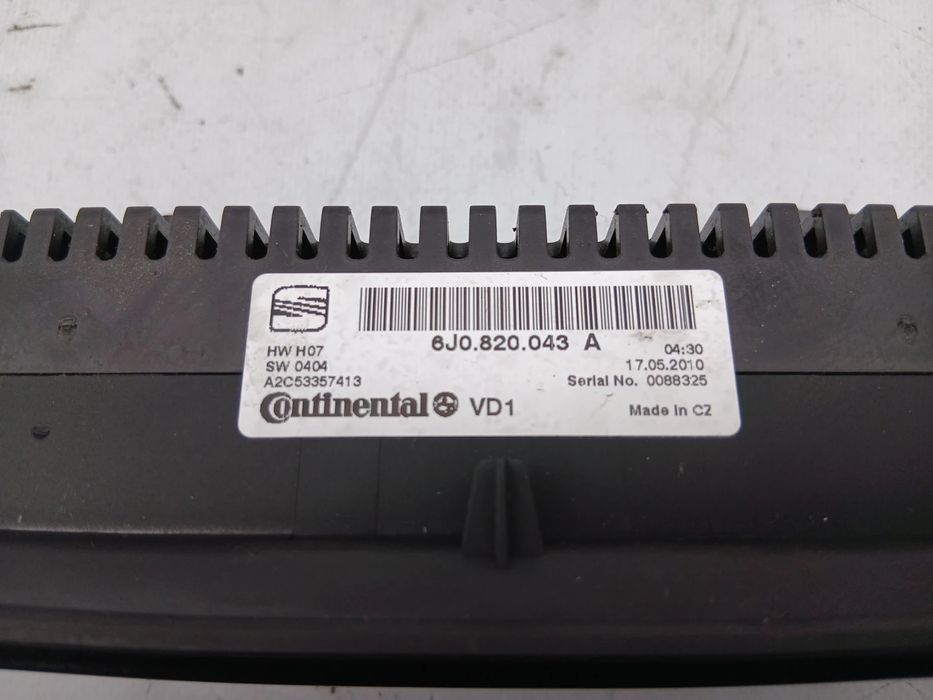 6J0.820.043 A
HW H07
04:30
SW 0404
17.05.2010
A2C53357413
Serial No. 0088325
Continental VD1
Made in CZ